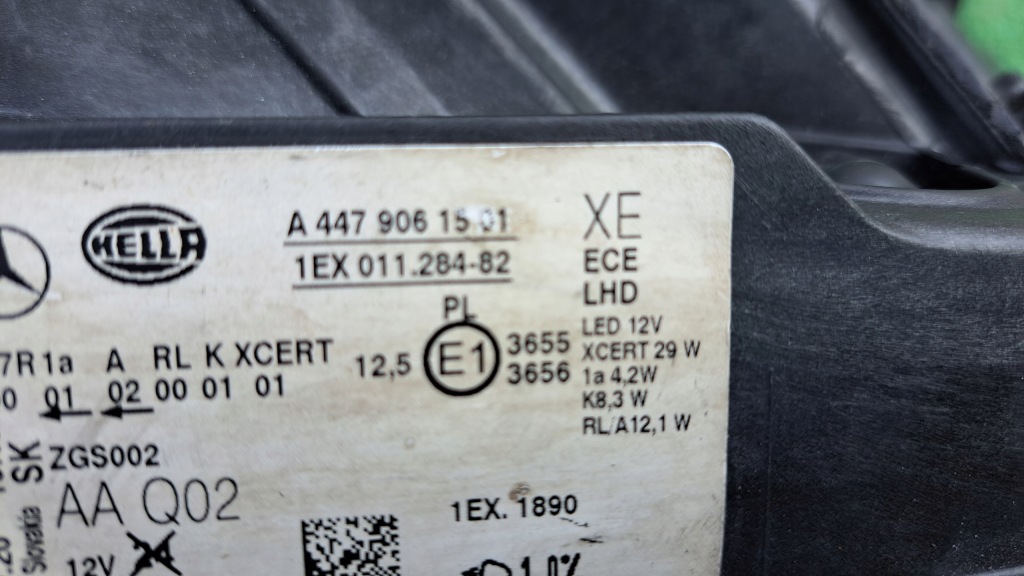 HELLA
A 447 906 15 01
1EX 011.284-82
XE
ECE
LHD
PL
7R 1a A RL K XCERT
01 02 00 01 01
12,5
E1
3655
3656
LED 12V
XCERT 29 W
1a 4,2W
K8,3 W
RL/A12,1 W
SK
Slovakia
ZGS002
AA Q02
12V
1EX. 1890
1,0%